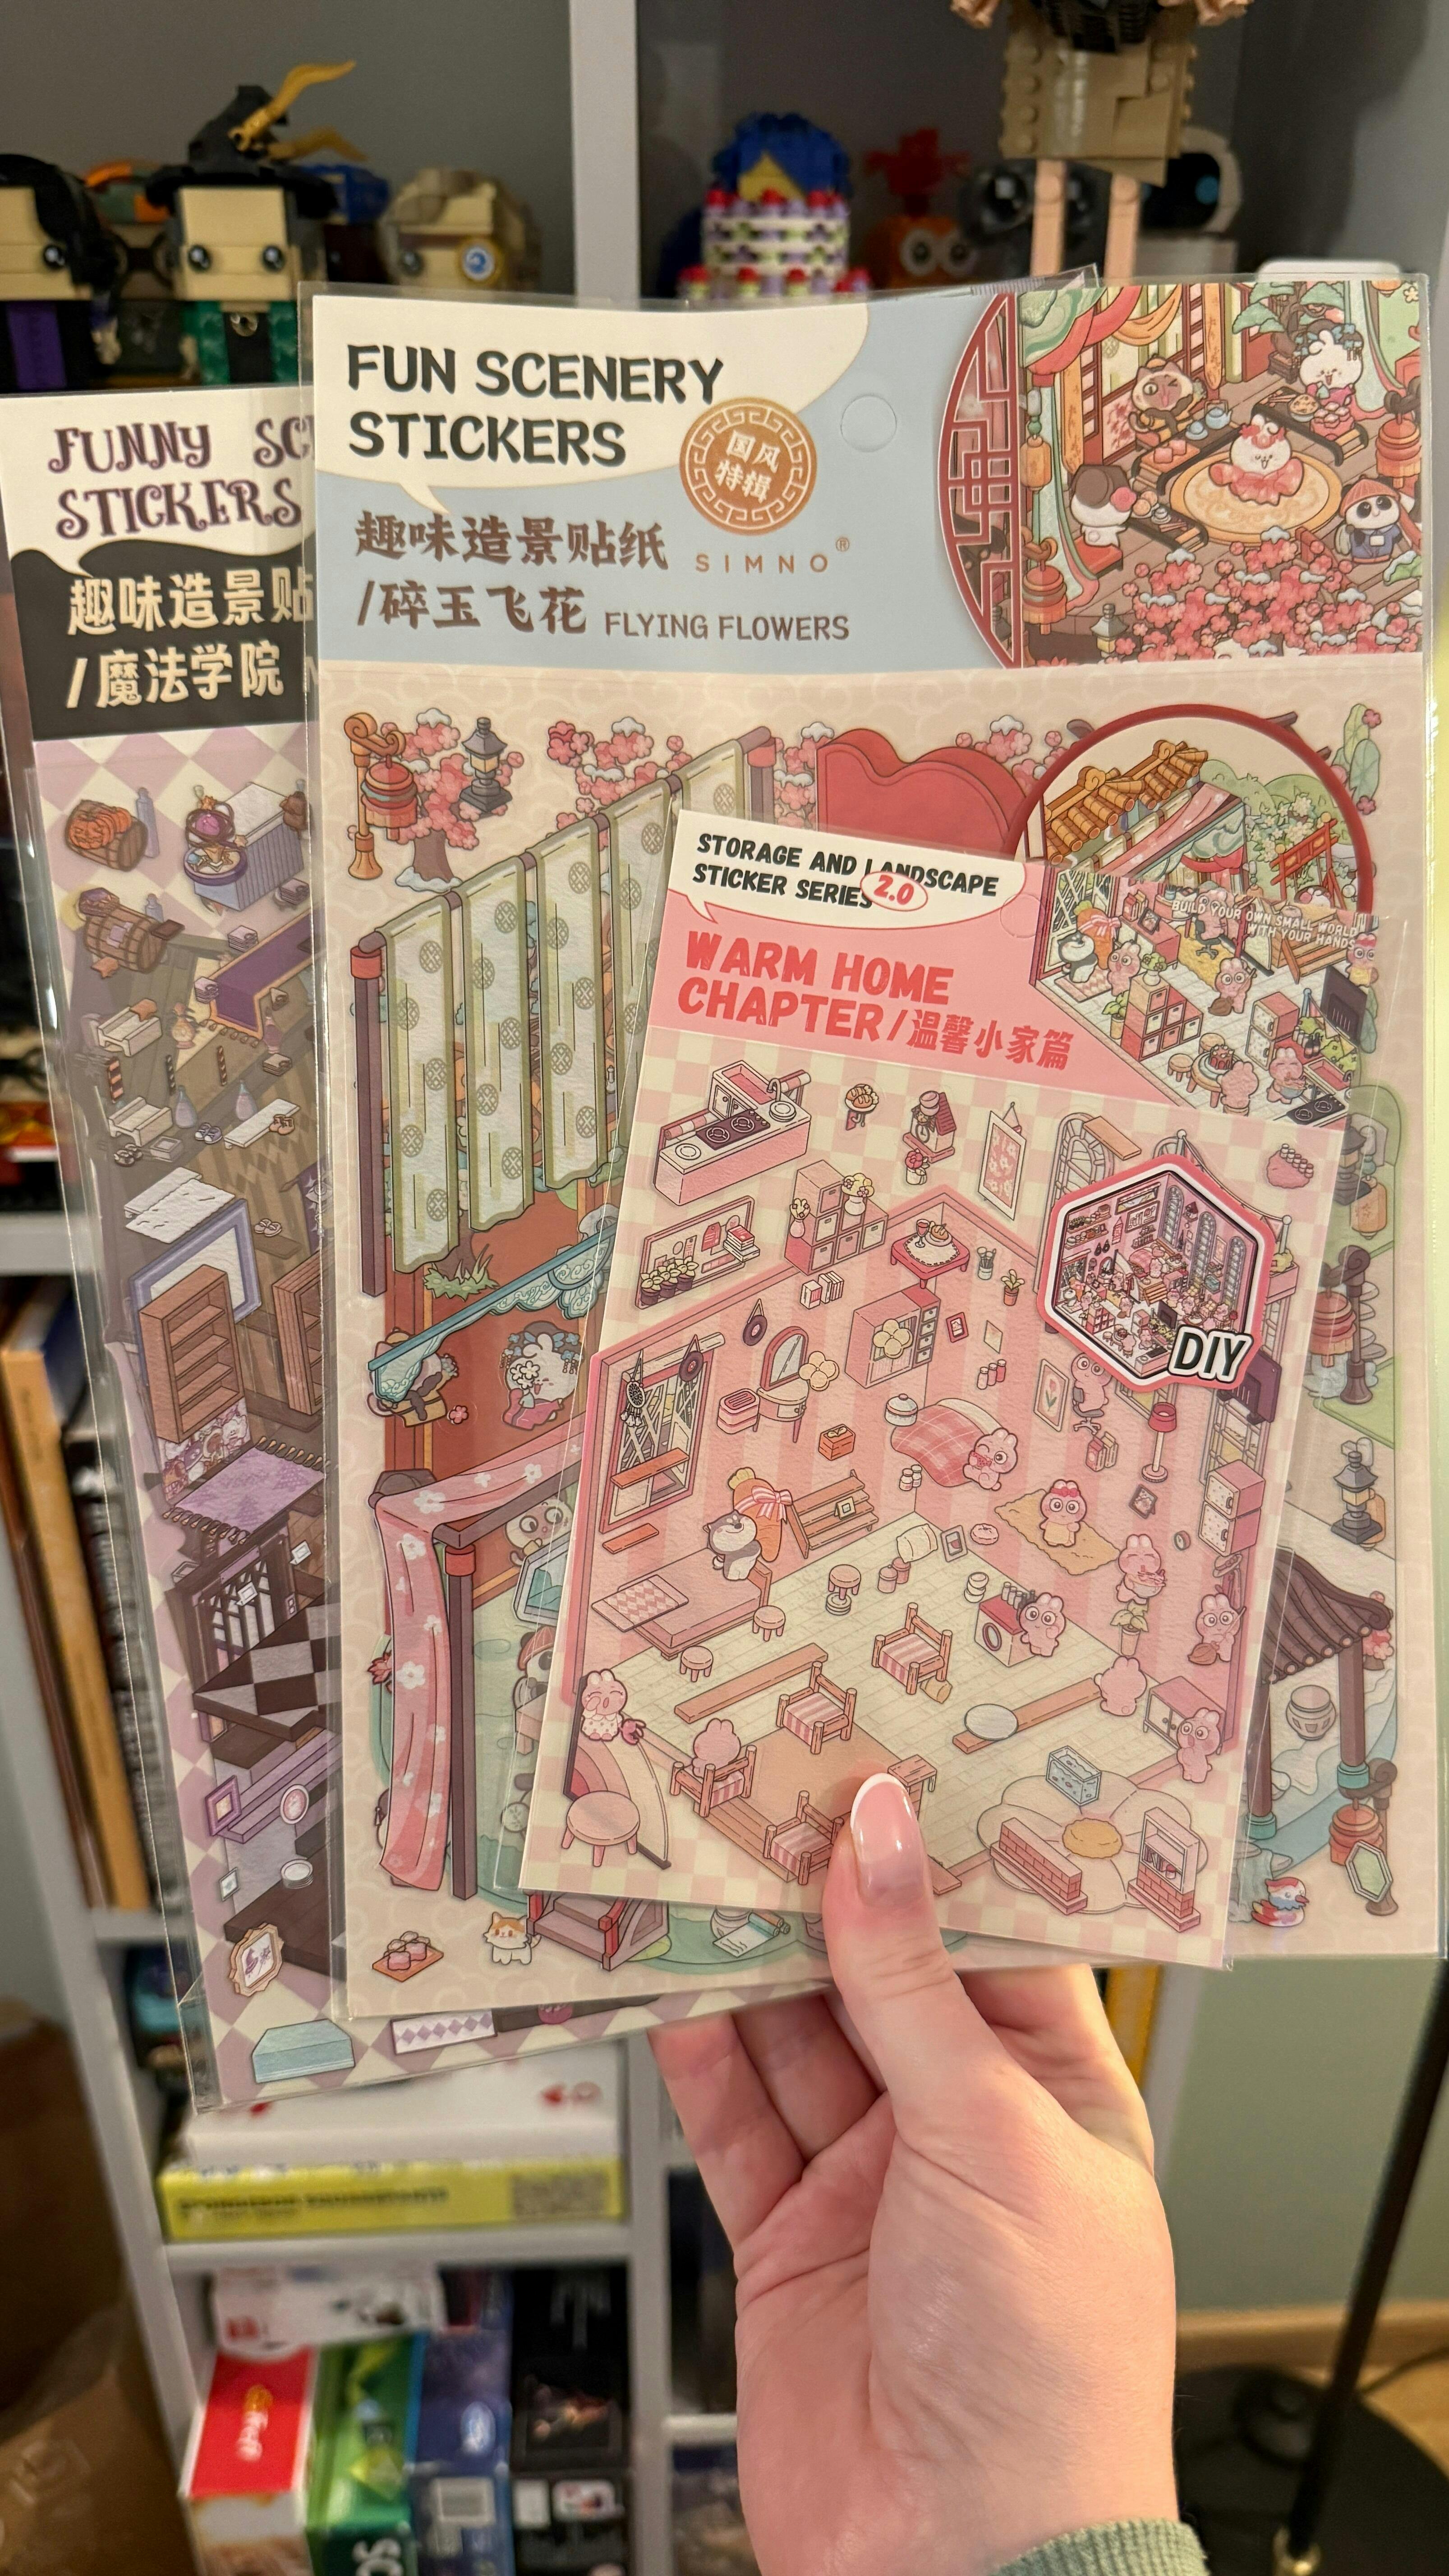 FUNNY SC
STICKERS
趣味造景贴
/魔法学院
FUN SCENERY
STICKERS
国风
特辑
SIMNO®
趣味造景贴纸
/碎玉飞花 FLYING FLOWERS
STORAGE AND LANDSCAPE
STICKER SERIES 2.0
WARM HOME
CHAPTER/温馨小家篇
BUILD YOUR OWN SMALL WORLD
WITH YOUR HANDS
DIY